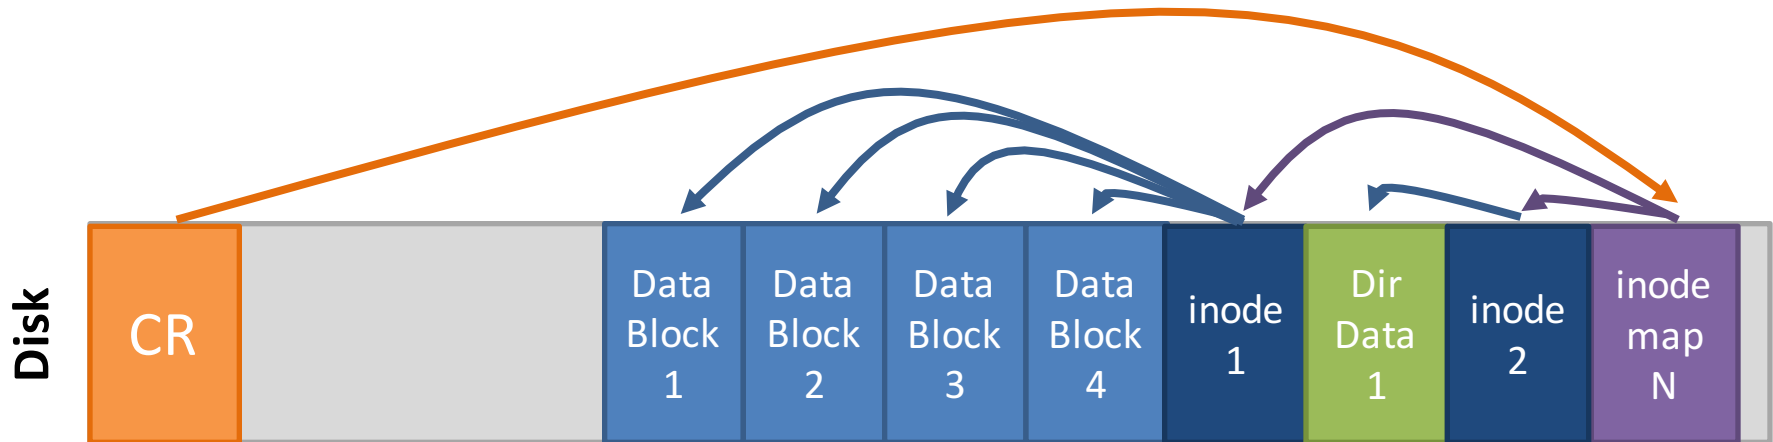 Disk
CR
Data
Block
1
Data
Block
2
Data
Block
3
Data
Block
4
inode
1
Dir
Data
1
inode
2
inode
map
N